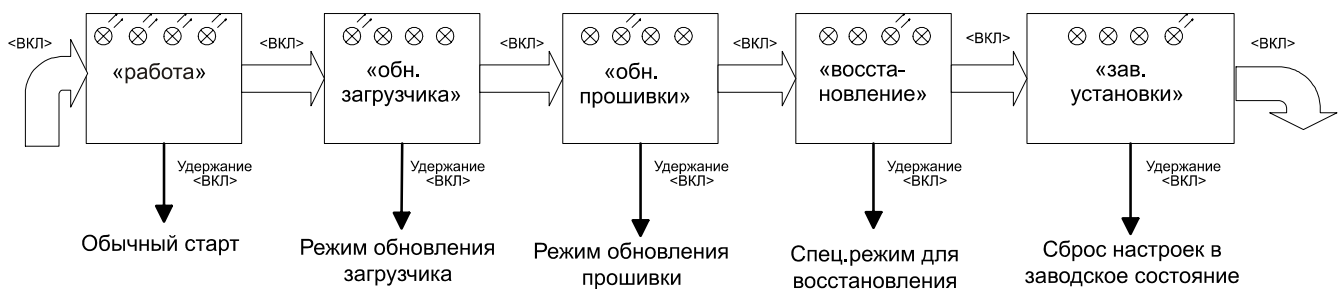 <ВКЛ>
«работа»
<ВКЛ>
«обн.
загрузчика»
<ВКЛ>
«обн.
прошивки»
<ВКЛ>
«восста-
новление»
<ВКЛ>
«зав.
установки»
<ВКЛ>
Удержание
<ВКЛ>
Удержание
<ВКЛ>
Удержание
<ВКЛ>
Удержание
<ВКЛ>
Удержание
<ВКЛ>
Обычный старт
Режим обновления
загрузчика
Режим обновления
прошивки
Спец.режим для
восстановления
Сброс настроек в
заводское состояние